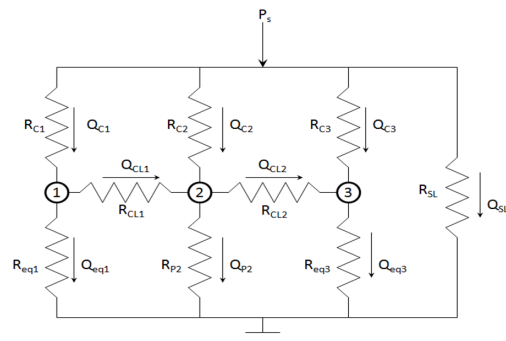 Ps
RC1 QC1 RC2 QC2 RC3 QC3
QCL1 QCL2
1 2 3
RCL1 RCL2
RSL QSL
Req1 Qeq1 RP2 QP2 Req3 Qeq3